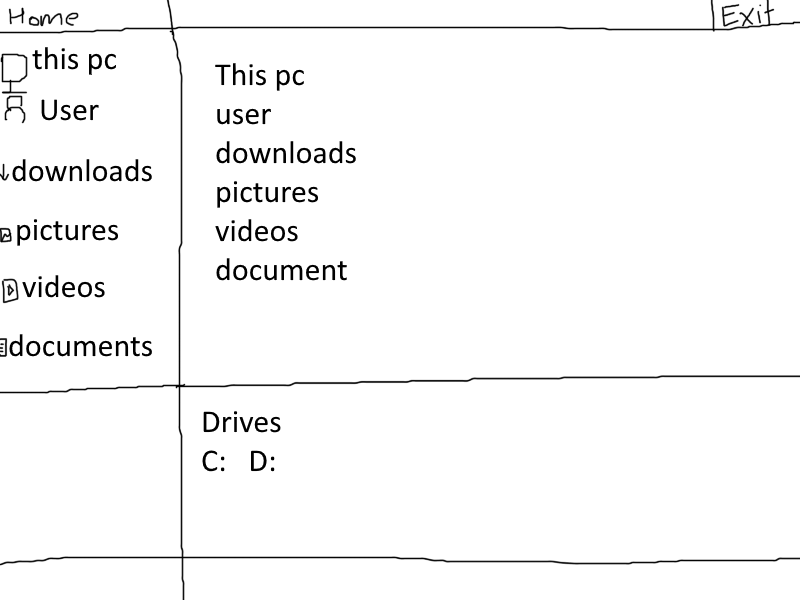 Home
Exit
this pc
User
downloads
pictures
videos
documents
This pc
user
downloads
pictures
videos
document
Drives
C: D: